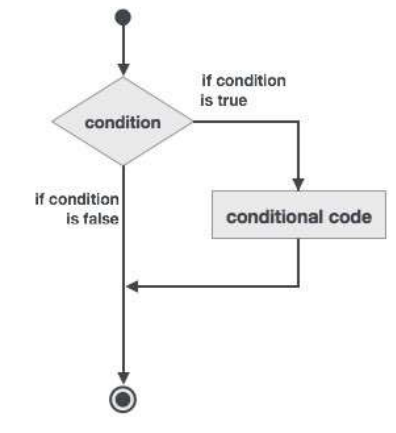 if condition
is true
condition
if condition
is false
conditional code